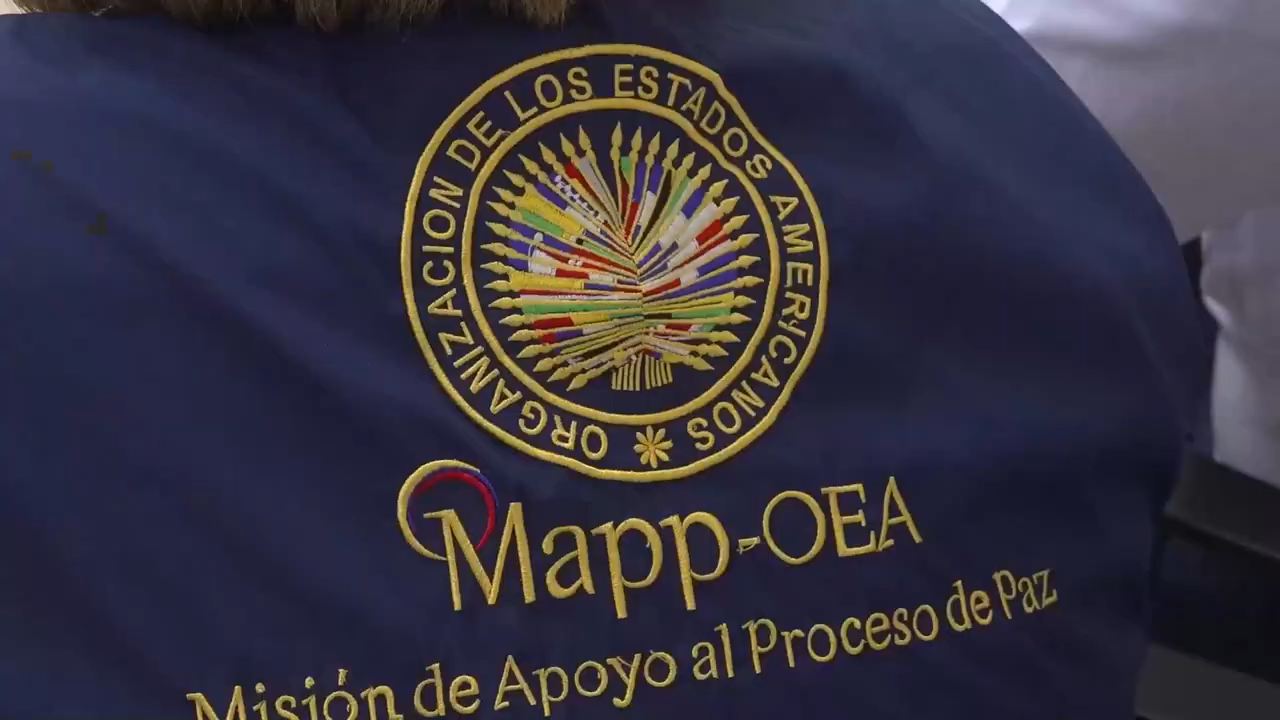 ORGANIZACION DE LOS ESTADOS AMERICANOS
Mapp-OEA
Misión de Apoyo al Proceso de Paz